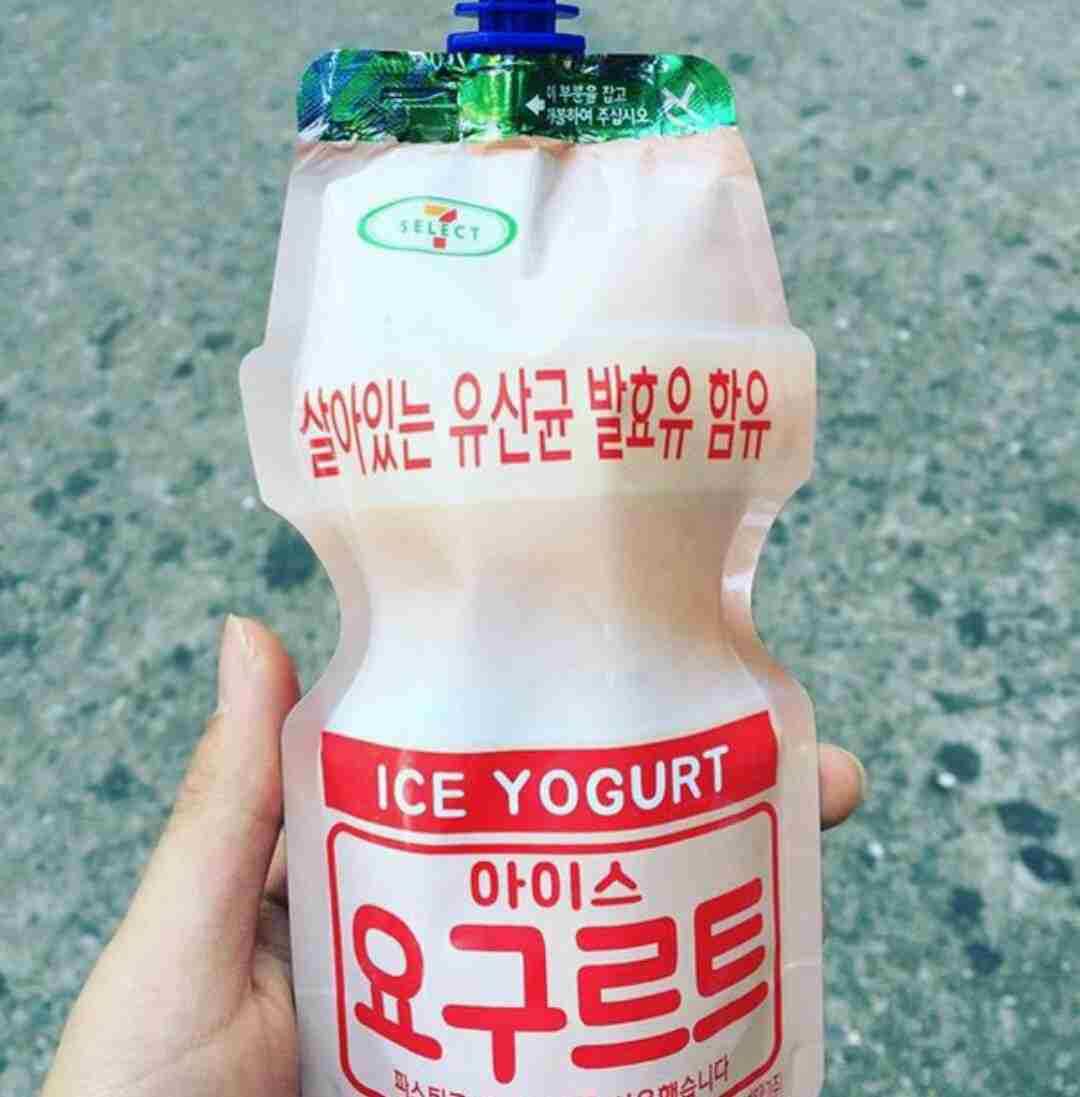 이 부분을 잡고
개봉하여 주십시오
7 SELECT
살아있는 유산균 발효유 함유
ICE YOGURT
아이스
요구르트